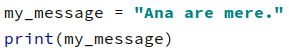 my_message = "Ana are mere."
print(my_message)